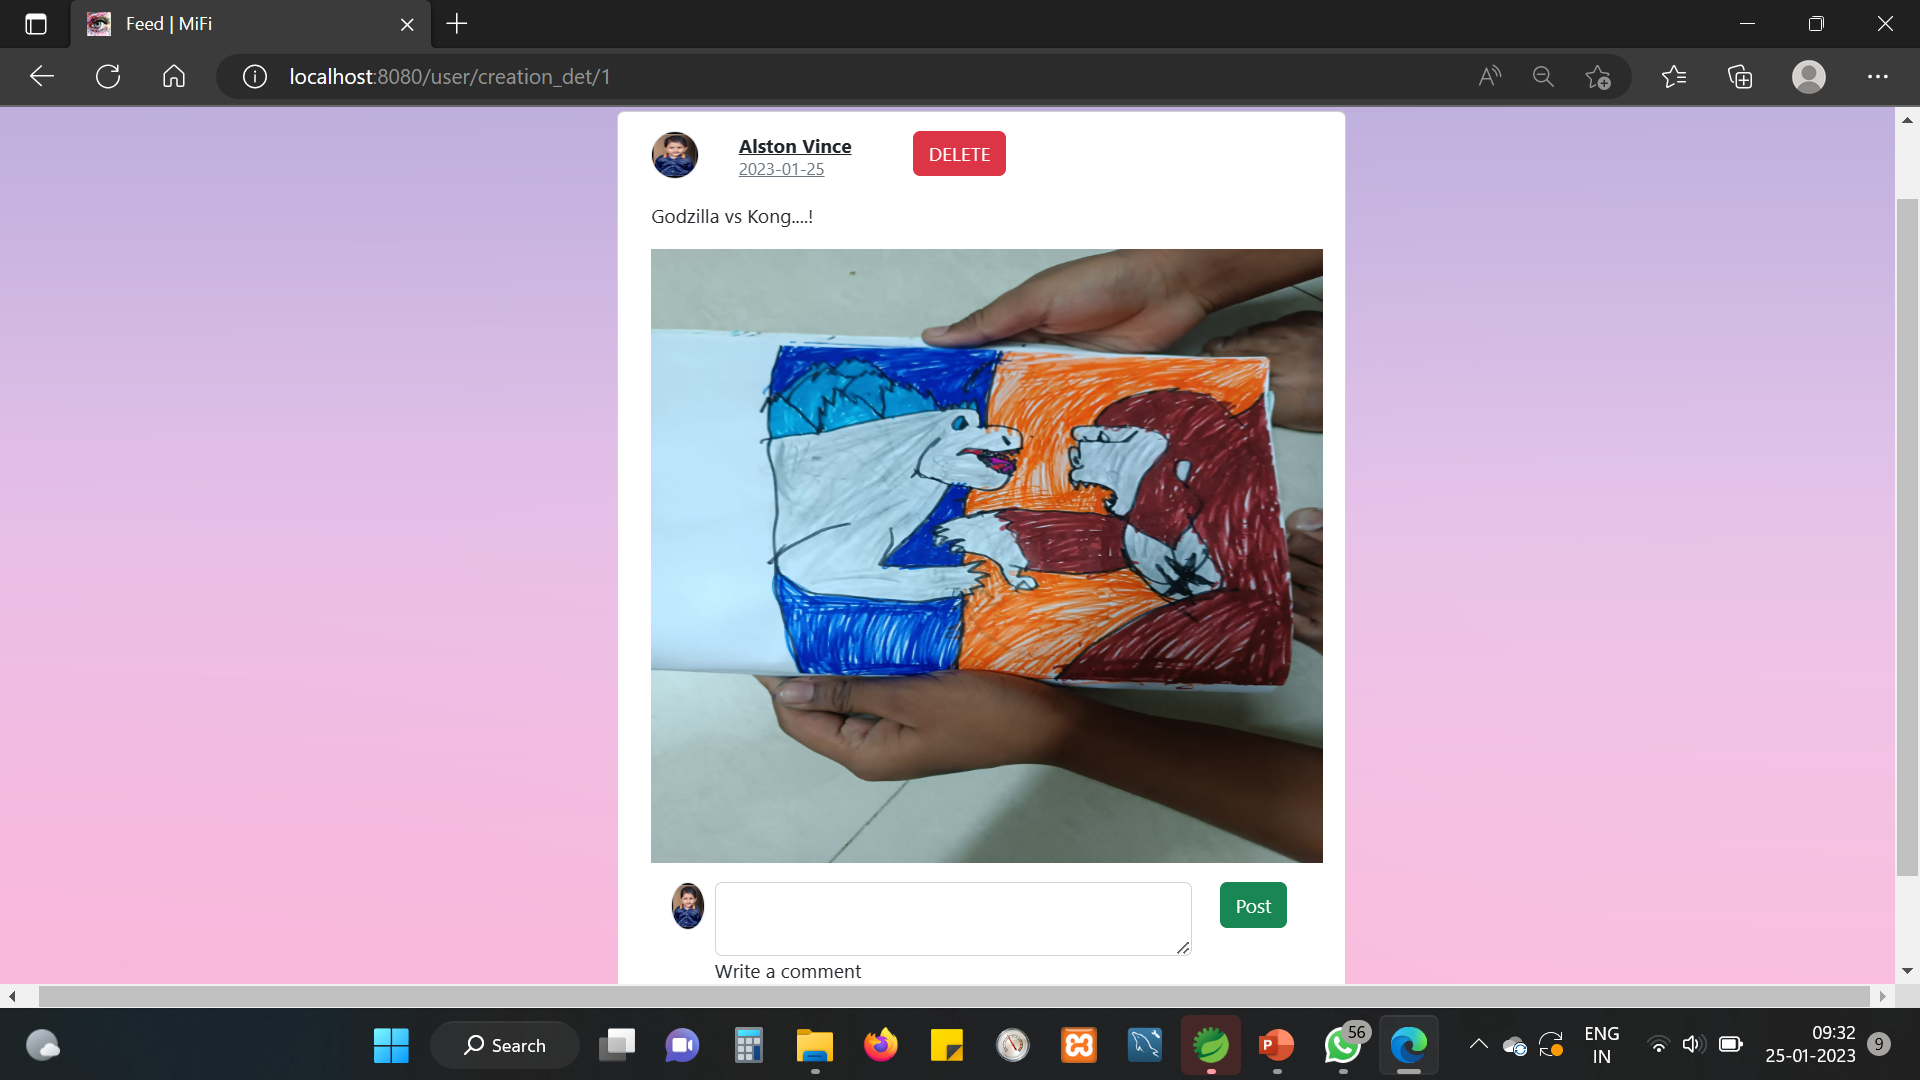 Feed | MiFi
localhost:8080/user/creation_det/1
Alston Vince
2023-01-25
DELETE
Godzilla vs Kong....!
Post
Write a comment
Search
56
ENG
IN
09:32
25-01-2023
9